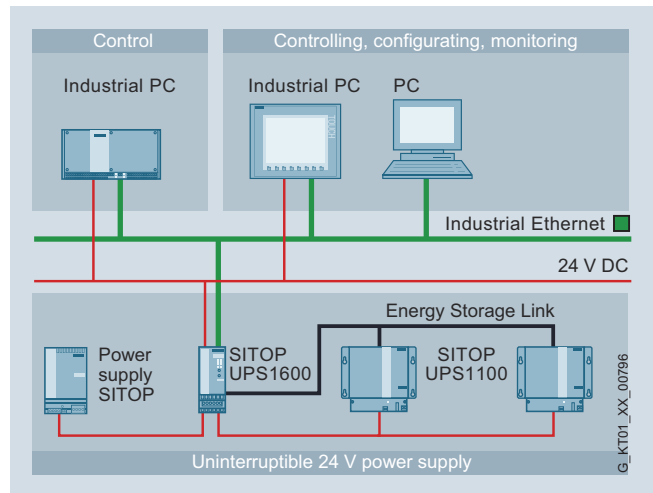 Control
Controlling, configurating, monitoring
Industrial PC
Industrial PC
PC
TOUCH
Industrial Ethernet
24 V DC
Energy Storage Link
Power
supply
SITOP
SITOP
UPS1600
SITOP
UPS1100
G_KT01_XX_00796
Uninterruptible 24 V power supply